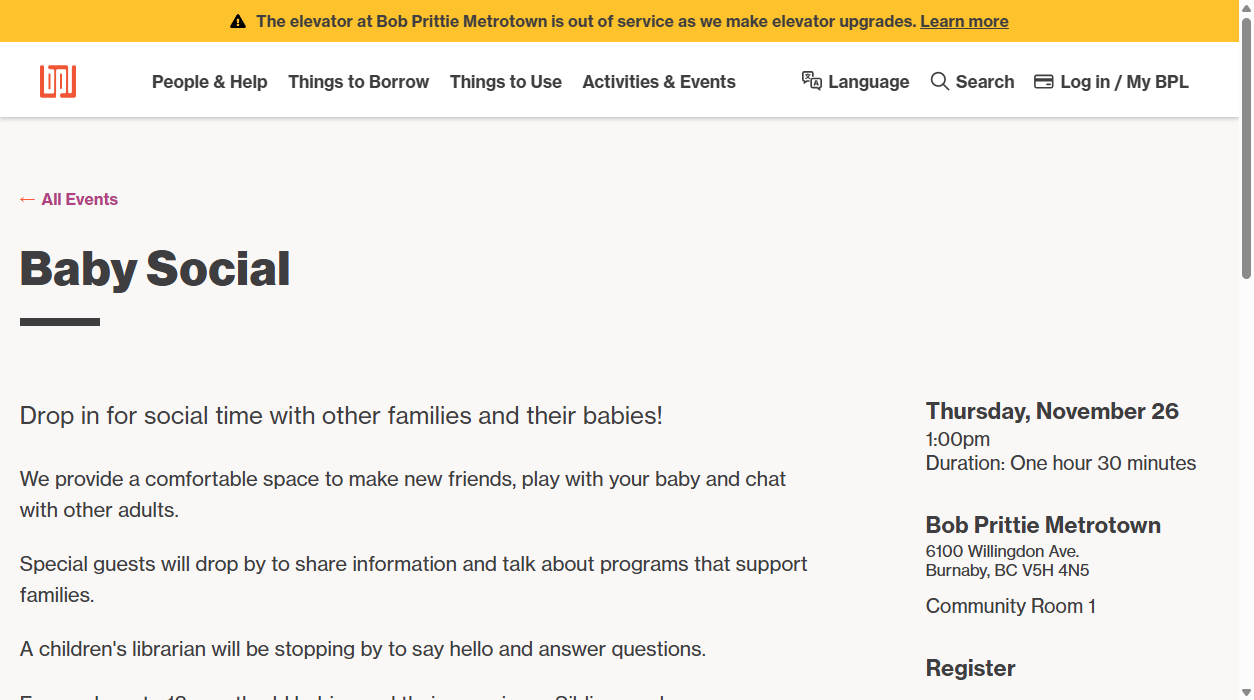 The elevator at Bob Prittie Metrotown is out of service as we make elevator upgrades. Learn more
People & Help Things to Borrow Things to Use Activities & Events Language Search Log in / My BPL
← All Events
Baby Social
Drop in for social time with other families and their babies!
We provide a comfortable space to make new friends, play with your baby and chat
with other adults.
Special guests will drop by to share information and talk about programs that support
families.
A children's librarian will be stopping by to say hello and answer questions.
Thursday, November 26
1:00pm
Duration: One hour 30 minutes
Bob Prittie Metrotown
6100 Willingdon Ave.
Burnaby, BC V5H 4N5
Community Room 1
Register